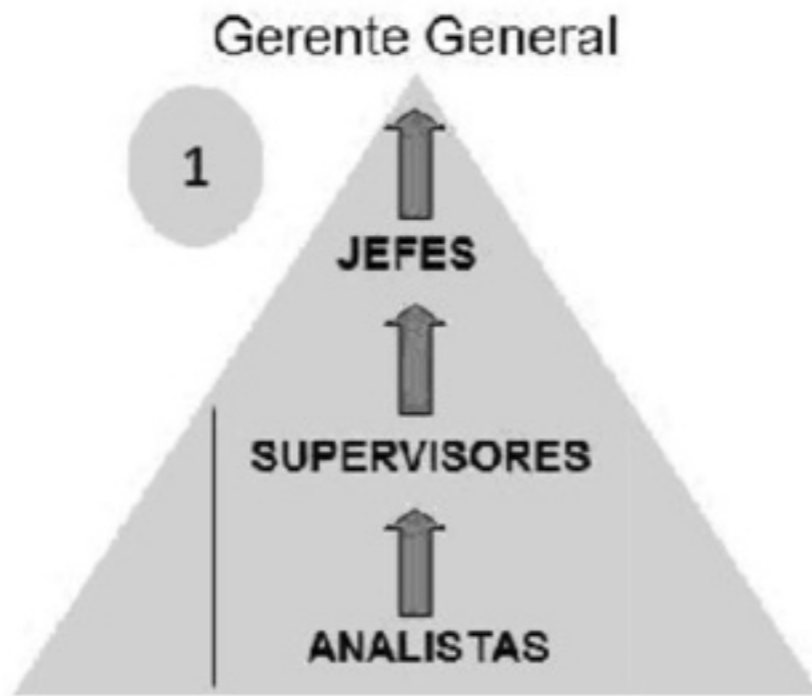 Gerente General
1
JEFES
SUPERVISORES
ANALISTAS